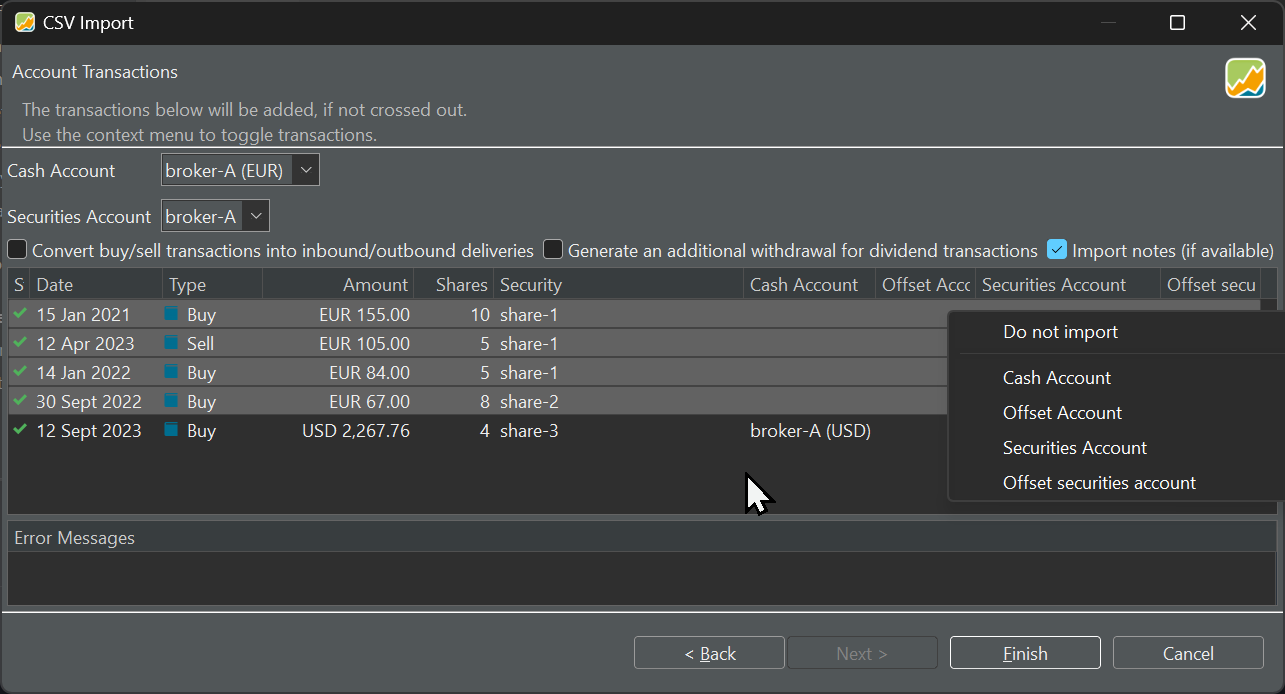 CSV Import
Account Transactions
The transactions below will be added, if not crossed out.
Use the context menu to toggle transactions.
Cash Account broker-A (EUR)
Securities Account broker-A
Convert buy/sell transactions into inbound/outbound deliveries Generate an additional withdrawal for dividend transactions Import notes (if available)
S Date Type Amount Shares Security Cash Account Offset Acc Securities Account Offset secu
15 Jan 2021 Buy EUR 155.00 10 share-1
12 Apr 2023 Sell EUR 105.00 5 share-1
14 Jan 2022 Buy EUR 84.00 5 share-1
30 Sept 2022 Buy EUR 67.00 8 share-2
12 Sept 2023 Buy USD 2,267.76 4 share-3 broker-A (USD)
Do not import
Cash Account
Offset Account
Securities Account
Offset securities account
Error Messages
< Back Next > Finish Cancel